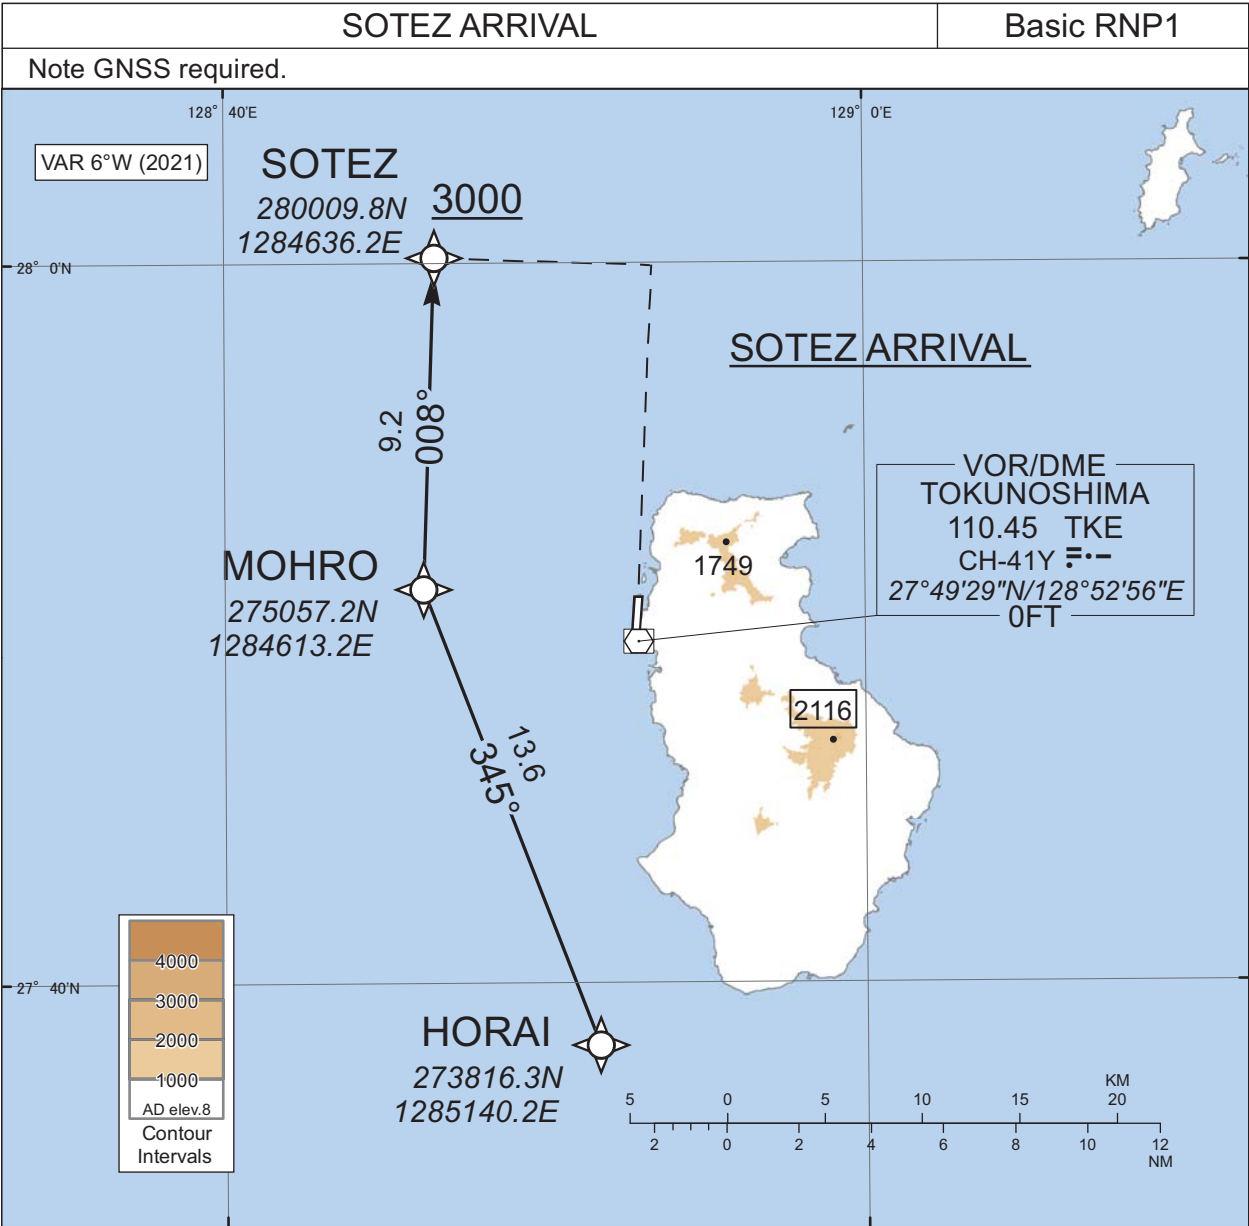 SOTEZ ARRIVAL
Basic RNP1
Note GNSS required.
128° 40'E
129° 0'E
VAR 6°W (2021)
SOTEZ
280009.8N
1284636.2E
3000
28° 0'N
SOTEZ ARRIVAL
9.2
008°
VOR/DME
TOKUNOSHIMA
110.45 TKE
CH-41Y
27°49'29"N/128°52'56"E
0FT
1749
MOHRO
275057.2N
1284613.2E
2116
13.6
345°
4000
3000
2000
1000
AD elev.8
Contour
Intervals
27° 40'N
HORAI
273816.3N
1285140.2E
KM
5 0 5 10 15 20
2 0 2 4 6 8 10 12
NM